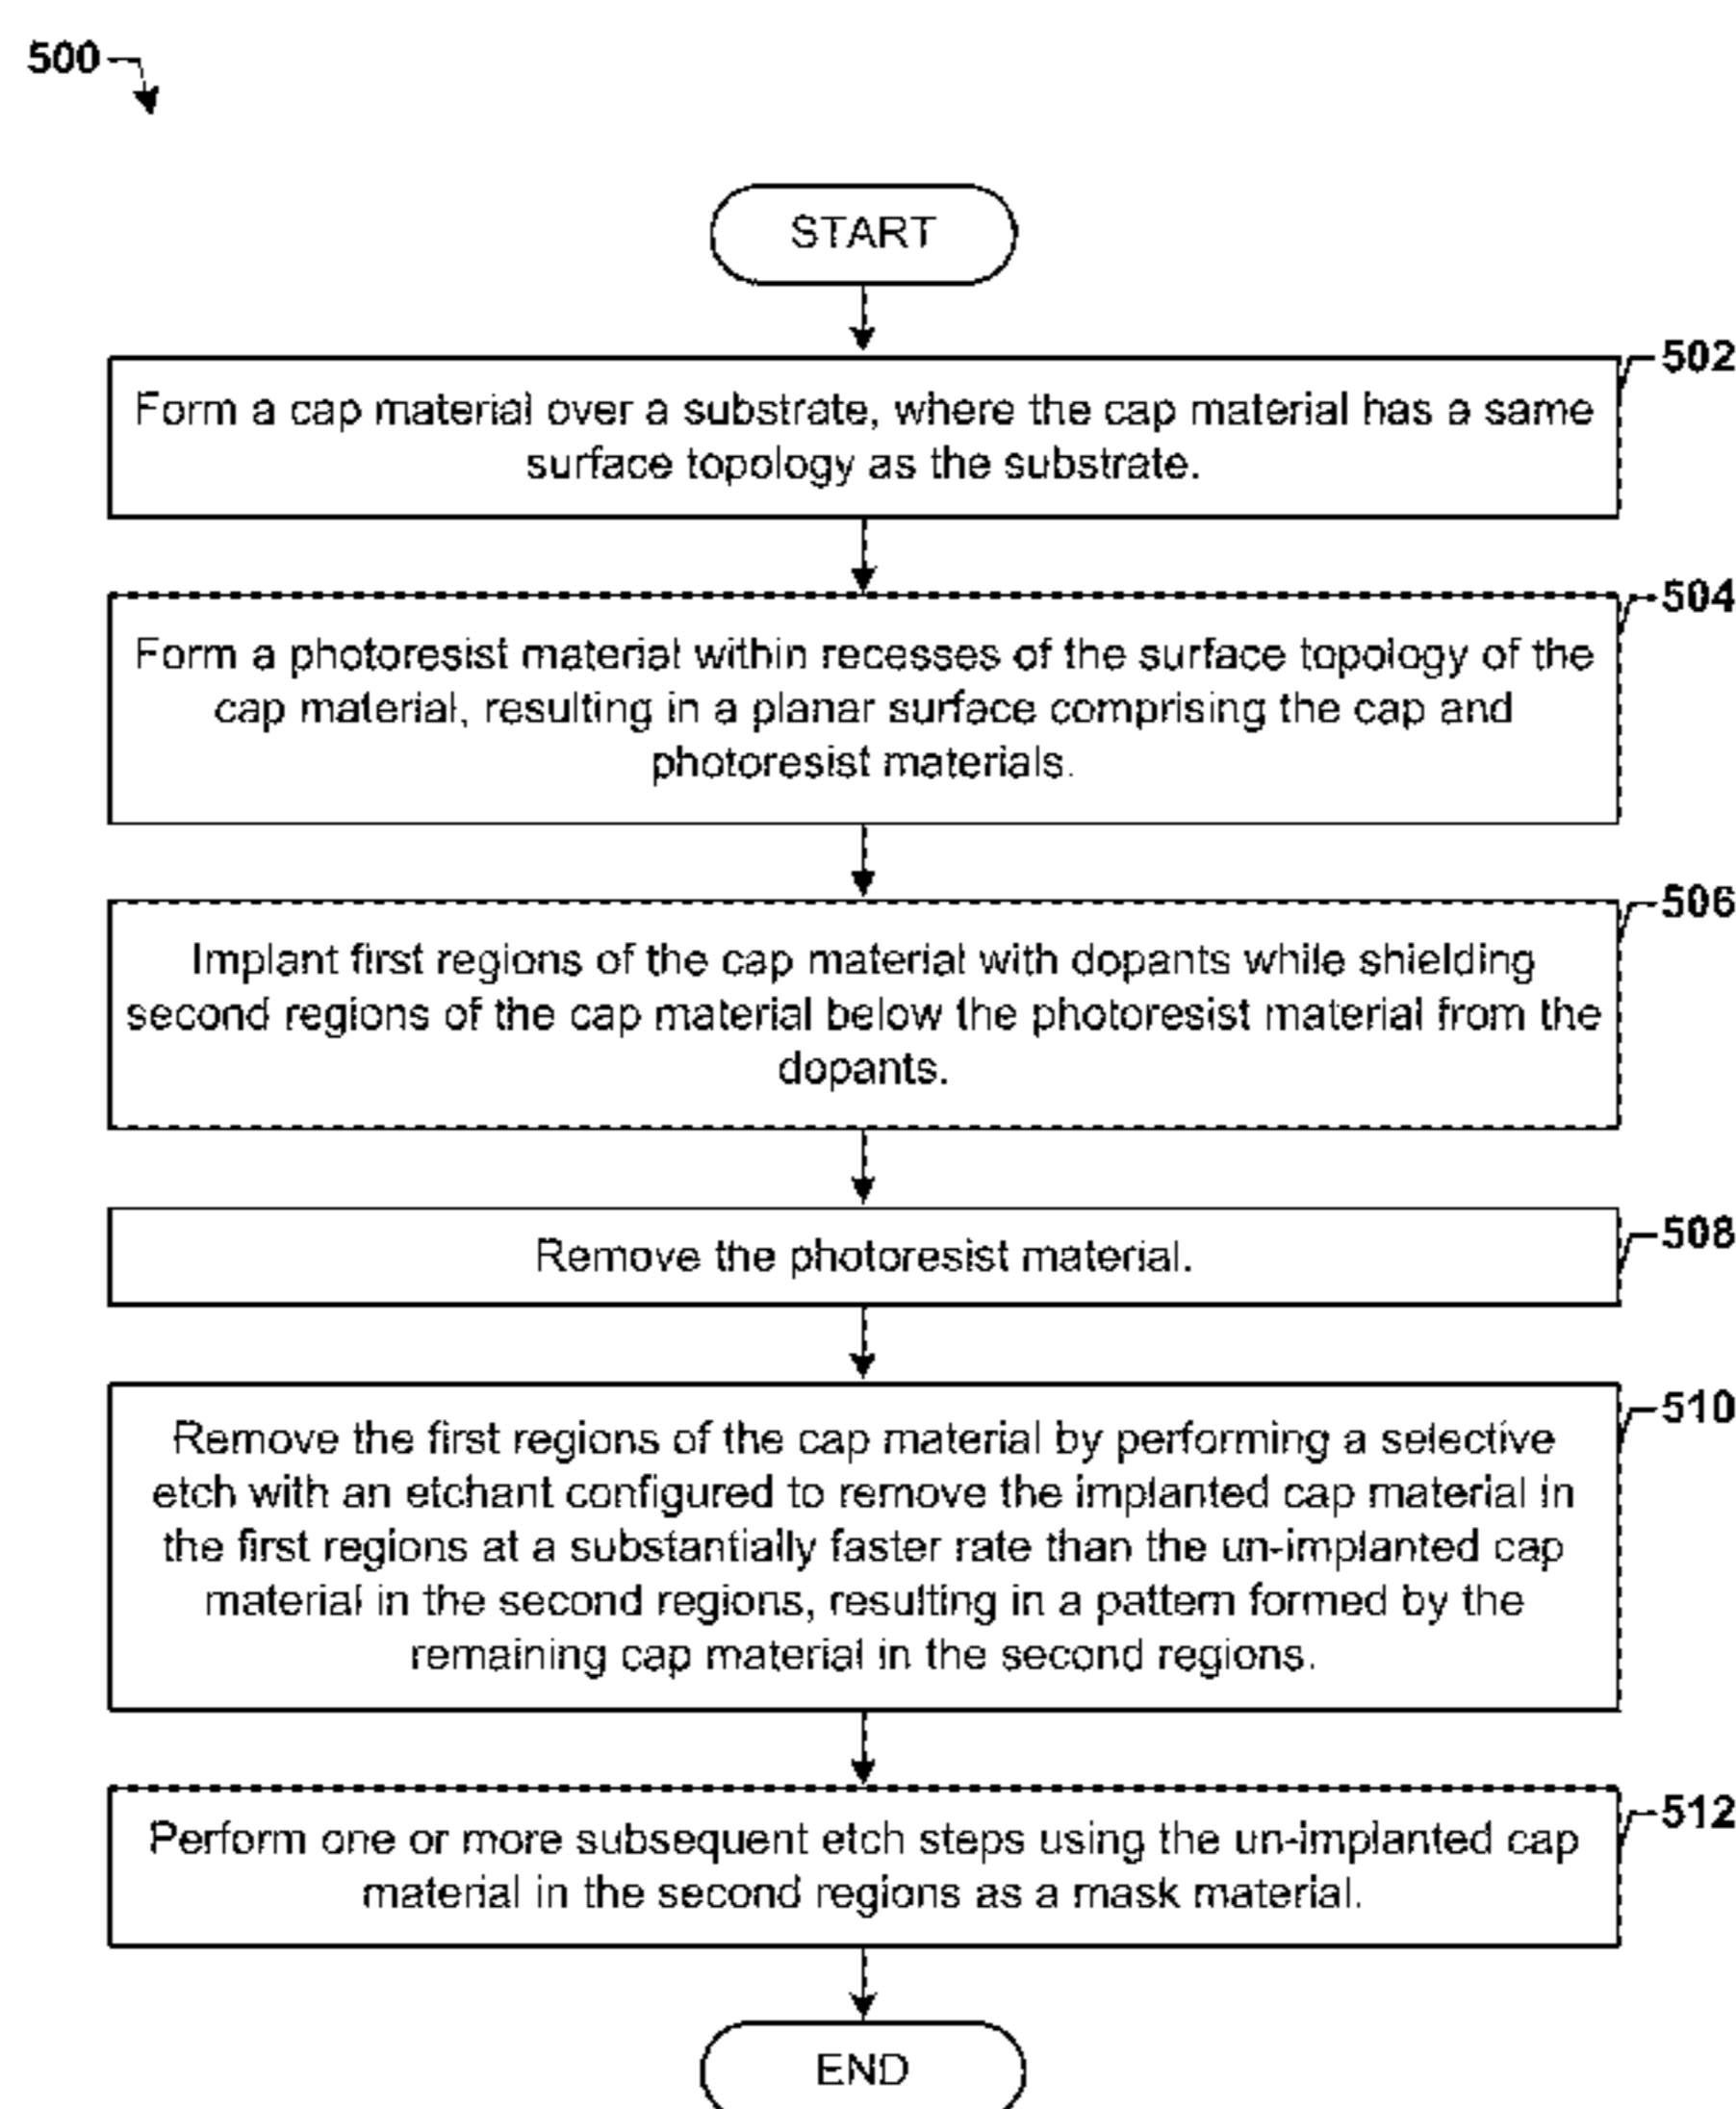 500
START
502
Form a cap material over a substrate, where the cap material has a same
surface topology as the substrate.
504
Form a photoresist material within recesses of the surface topology of the
cap material, resulting in a planar surface comprising the cap and
photoresist materials.
506
Implant first regions of the cap material with dopants while shielding
second regions of the cap material below the photoresist material from the
dopants.
508
Remove the photoresist material.
510
Remove the first regions of the cap material by performing a selective
etch with an etchant configured to remove the implanted cap material in
the first regions at a substantially faster rate than the un-implanted cap
material in the second regions, resulting in a pattern formed by the
remaining cap material in the second regions.
512
Perform one or more subsequent etch steps using the un-implanted cap
material in the second regions as a mask material.
END